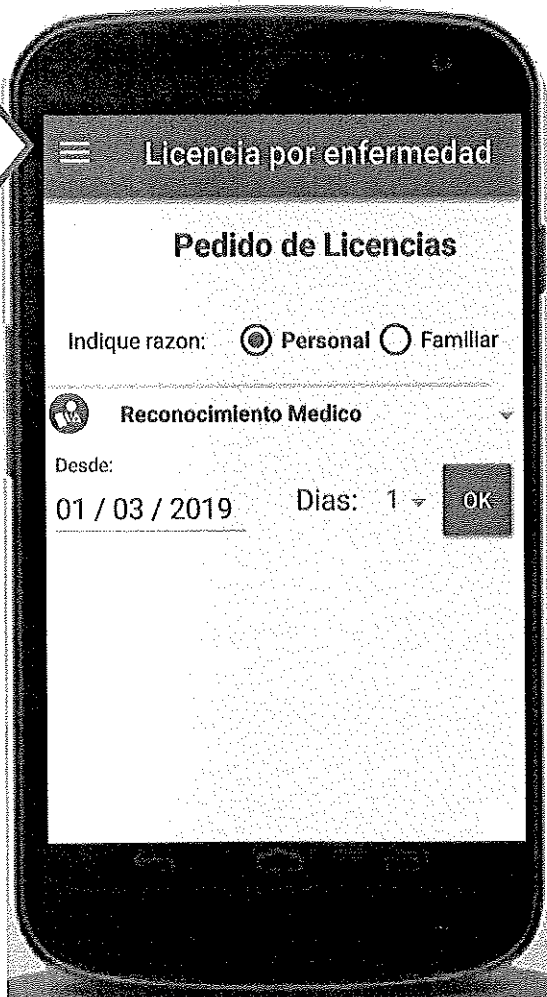 Licencia por enfermedad
Pedido de Licencias
Indique razon: Personal Familiar
Reconocimiento Medico
Desde:
01 / 03 / 2019 Dias: 1 OK